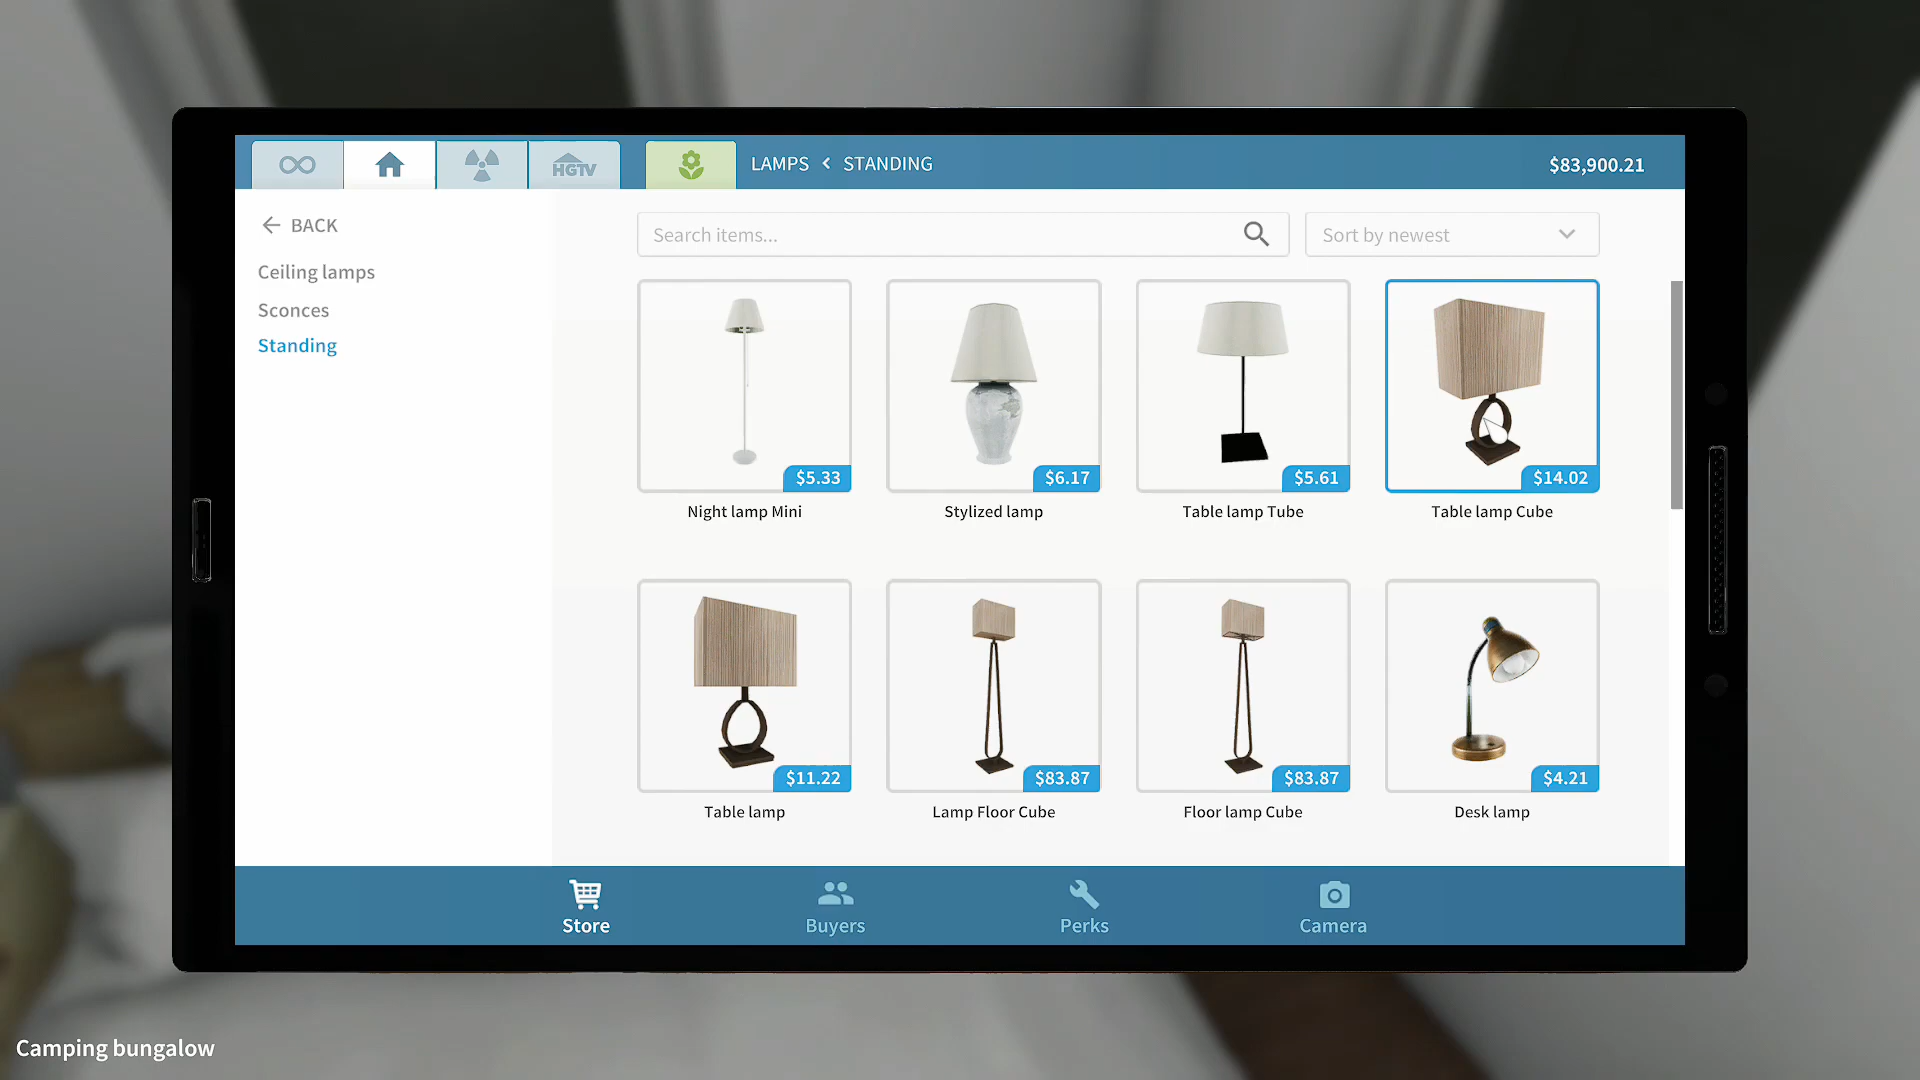 HGTV
LAMPS < STANDING
$83,900.21
BACK
Ceiling lamps
Sconces
Standing
Search items...
Sort by newest
$5.33
$6.17
$5.61
$14.02
Night lamp Mini
Stylized lamp
Table lamp Tube
Table lamp Cube
$11.22
$83.87
$83.87
$4.21
Table lamp
Lamp Floor Cube
Floor lamp Cube
Desk lamp
Store
Buyers
Perks
Camera
Camping bungalow